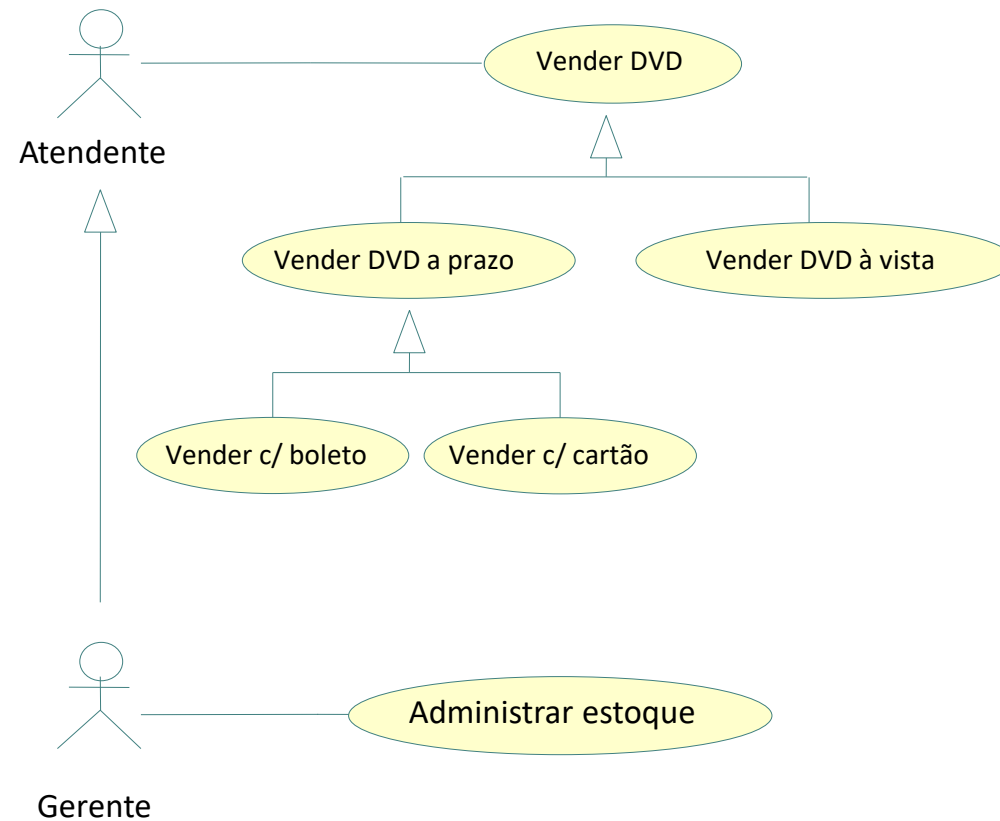 Vender DVD
Atendente
Vender DVD a prazo
Vender DVD à vista
Vender c/ boleto
Vender c/ cartão
Administrar estoque
Gerente